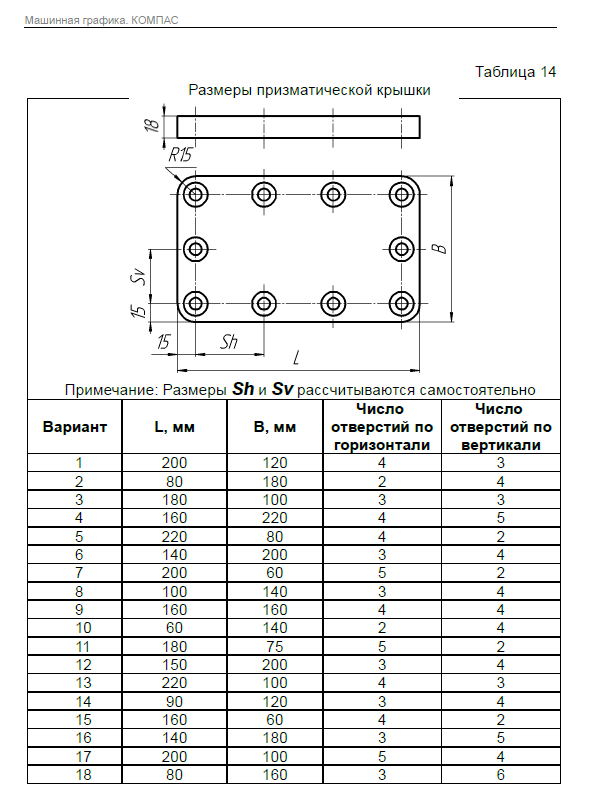 Машинная графика. КОМПАС
Таблица 14
Размеры призматической крышки
18
R15
B
Sv
15
15 Sh
L
Примечание: Размеры Sh и Sv рассчитываются самостоятельно
Вариант L, мм B, мм Число отверстий по горизонтали Число отверстий по вертикали
1 200 120 4 3
2 80 180 2 4
3 180 100 3 3
4 160 220 4 5
5 220 80 4 2
6 140 200 3 4
7 200 60 5 2
8 100 140 3 4
9 160 160 4 4
10 60 140 2 4
11 180 75 5 2
12 150 200 3 4
13 220 100 4 3
14 90 120 3 4
15 160 60 4 2
16 140 180 3 5
17 200 100 5 4
18 80 160 3 6